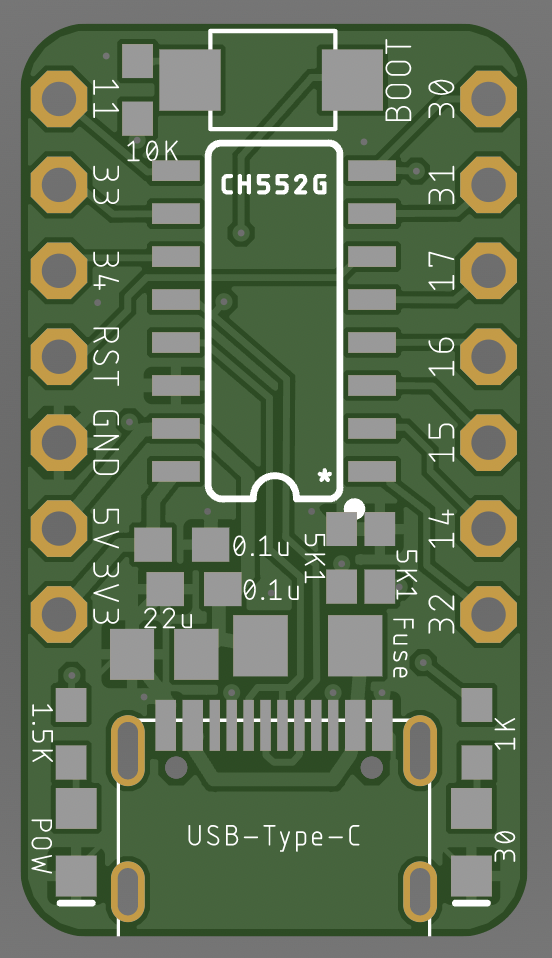 BOOT
11
30
10K
CH552G
33
31
34
17
RST
16
GND
15
*
5V
14
0.1u
5K1
5K1
3V3
0.1u
32
22u
Fuse
1.5K
1K
USB-Type-C
POW
30